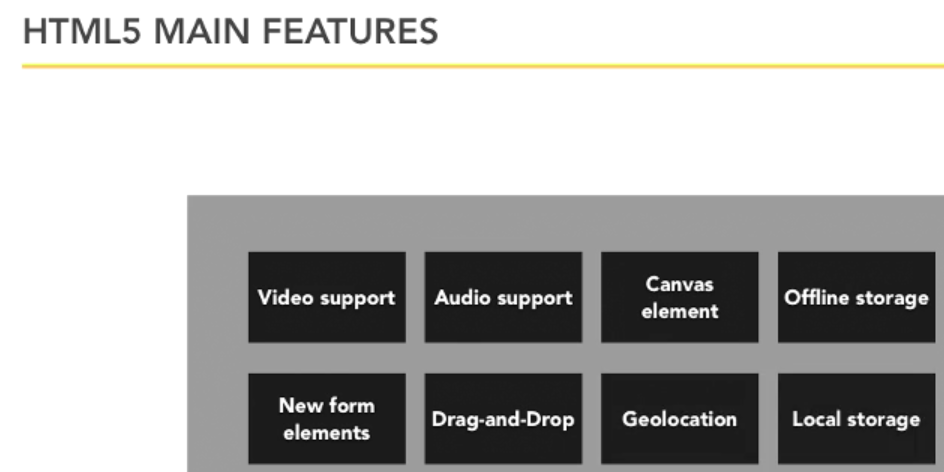 HTML5 MAIN FEATURES
Video support
Audio support
Canvas
element
Offline storage
New form
elements
Drag-and-Drop
Geolocation
Local storage